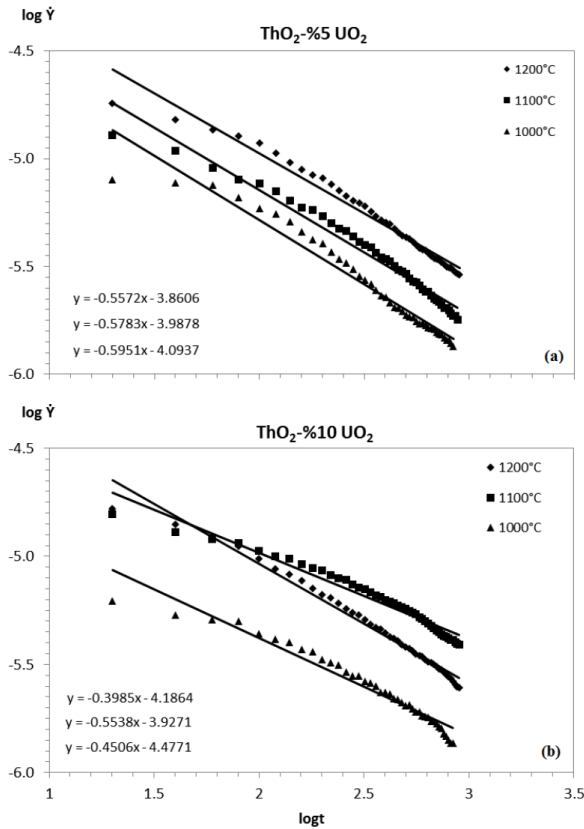 log Ẏ
ThO₂-%5 UO₂
-4.5
1200°C
1100°C
1000°C
-5.0
-5.5
y = -0.5572x - 3.8606
y = -0.5783x - 3.9878
y = -0.5951x - 4.0937
(a)
-6.0
log Ẏ
ThO₂-%10 UO₂
-4.5
1200°C
1100°C
1000°C
-5.0
-5.5
y = -0.3985x - 4.1864
y = -0.5538x - 3.9271
y = -0.4506x - 4.4771
(b)
-6.0
1 1.5 2 2.5 3 3.5
logt